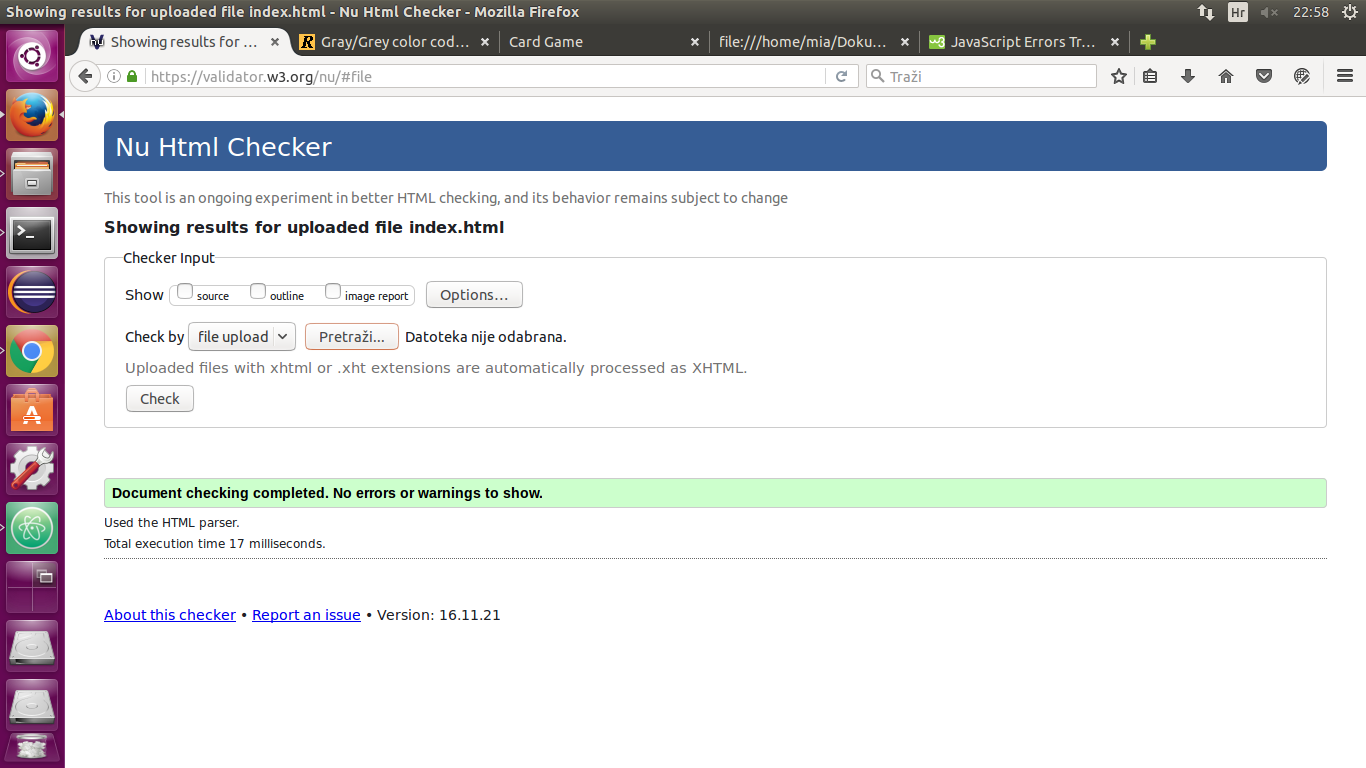 Showing results for uploaded file index.html - Nu Html Checker - Mozilla Firefox
Hr
22:58
nu Showing results for ...
R Gray/Grey color cod...
Card Game
file:///home/mia/Doku...
w3 JavaScript Errors Tr...
https://validator.w3.org/nu/#file
Traži
Nu Html Checker
This tool is an ongoing experiment in better HTML checking, and its behavior remains subject to change
Showing results for uploaded file index.html
Checker Input
Show source outline image report Options...
Check by file upload Pretraži... Datoteka nije odabrana.
Uploaded files with xhtml or .xht extensions are automatically processed as XHTML.
Check
Document checking completed. No errors or warnings to show.
Used the HTML parser.
Total execution time 17 milliseconds.
About this checker • Report an issue • Version: 16.11.21